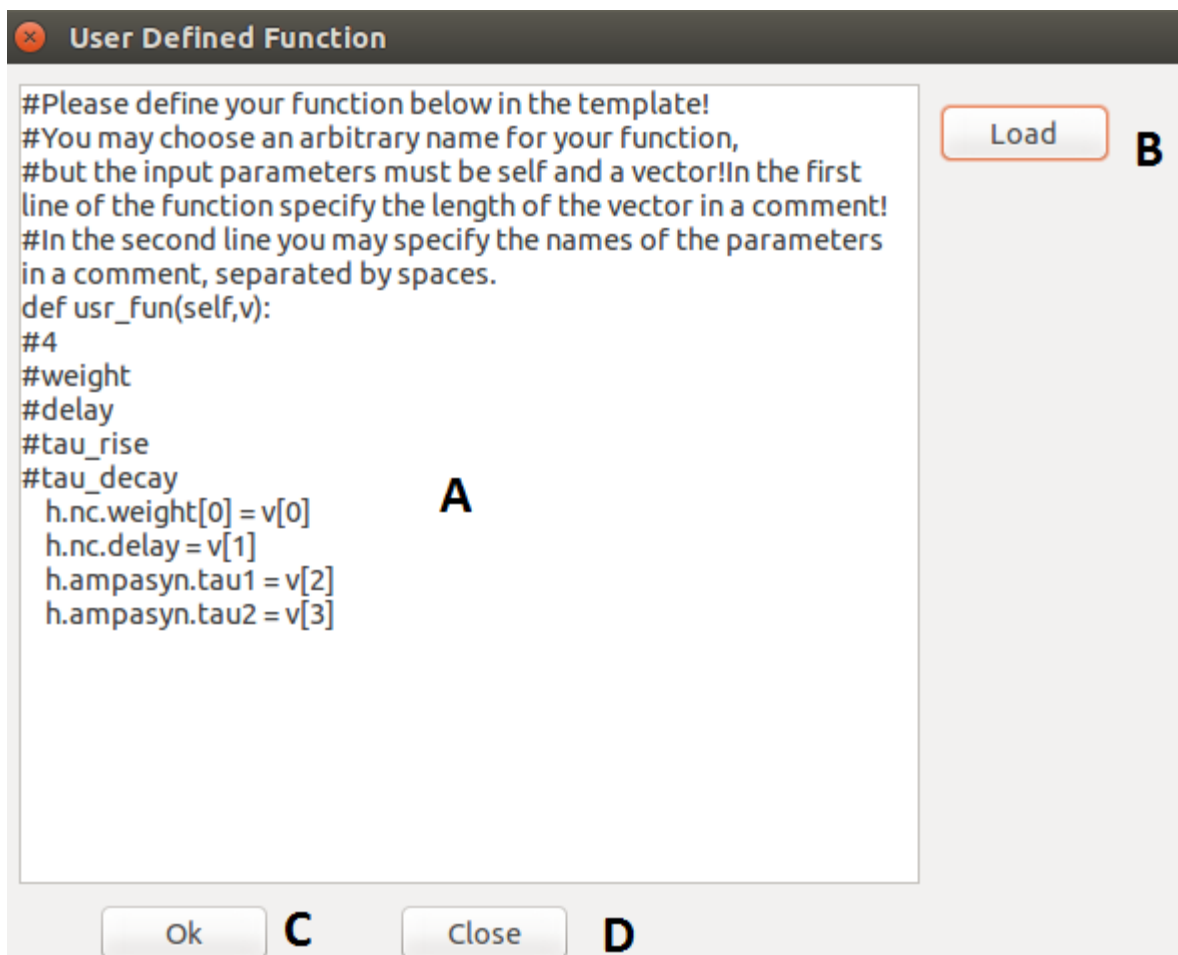 User Defined Function
#Please define your function below in the template!
#You may choose an arbitrary name for your function,
#but the input parameters must be self and a vector!In the first
line of the function specify the length of the vector in a comment!
#In the second line you may specify the names of the parameters
in a comment, separated by spaces.
def usr_fun(self,v):
#4
#weight
#delay
#tau_rise
#tau_decay
h.nc.weight[0] = v[0]
h.nc.delay = v[1]
h.ampasyn.tau1 = v[2]
h.ampasyn.tau2 = v[3]
A
Load
B
Ok
C
Close
D